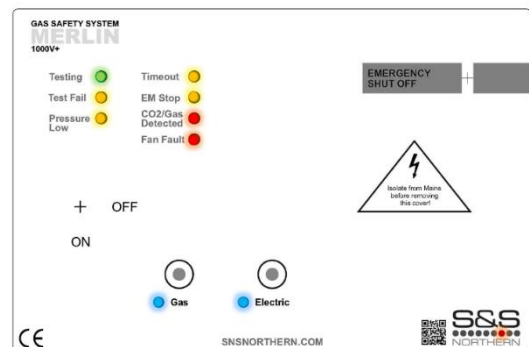 GAS SAFETY SYSTEM
MERLIN
1000V+
Testing
Timeout
Test Fail
EM Stop
Pressure
Low
CO2/Gas
Detected
Fan Fault
EMERGENCY
SHUT OFF
Isolate from Mains
before removing
this cover!
OFF
ON
Gas
Electric
CE
SNSNORTHERN.COM
S&S
NORTHERN